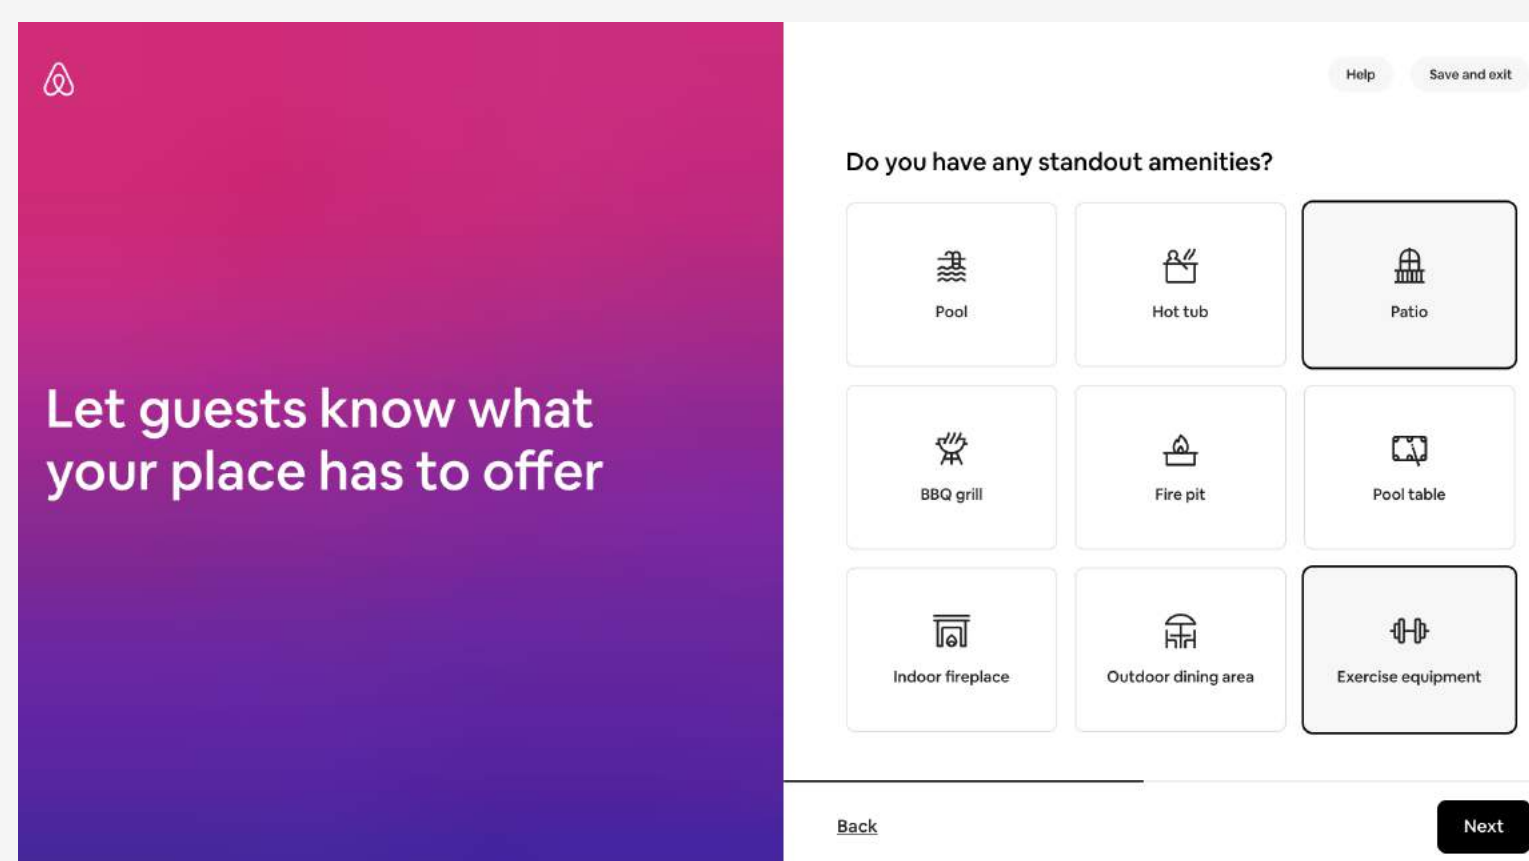 Help
Save and exit
Let guests know what
your place has to offer
Do you have any standout amenities?
Pool
Hot tub
Patio
BBQ grill
Fire pit
Pool table
Indoor fireplace
Outdoor dining area
Exercise equipment
Back
Next